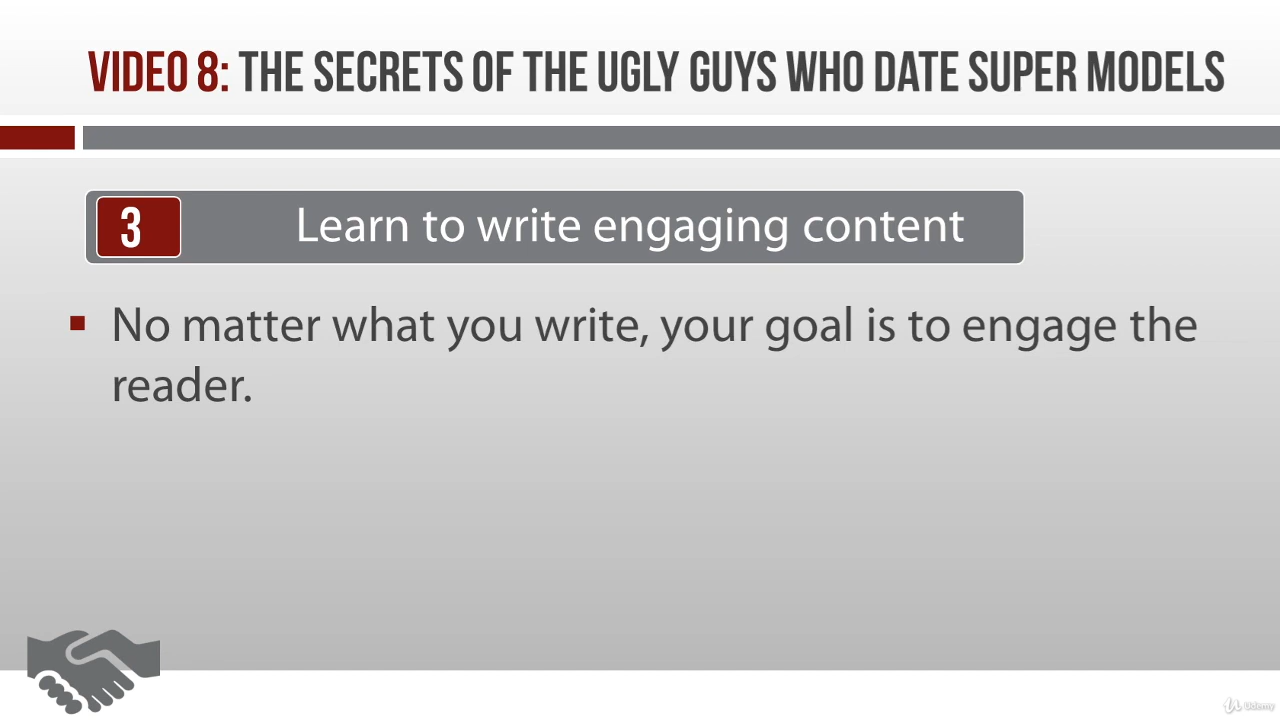 VIDEO 8: THE SECRETS OF THE UGLY GUYS WHO DATE SUPER MODELS
3 Learn to write engaging content
No matter what you write, your goal is to engage the
reader.
Udemy